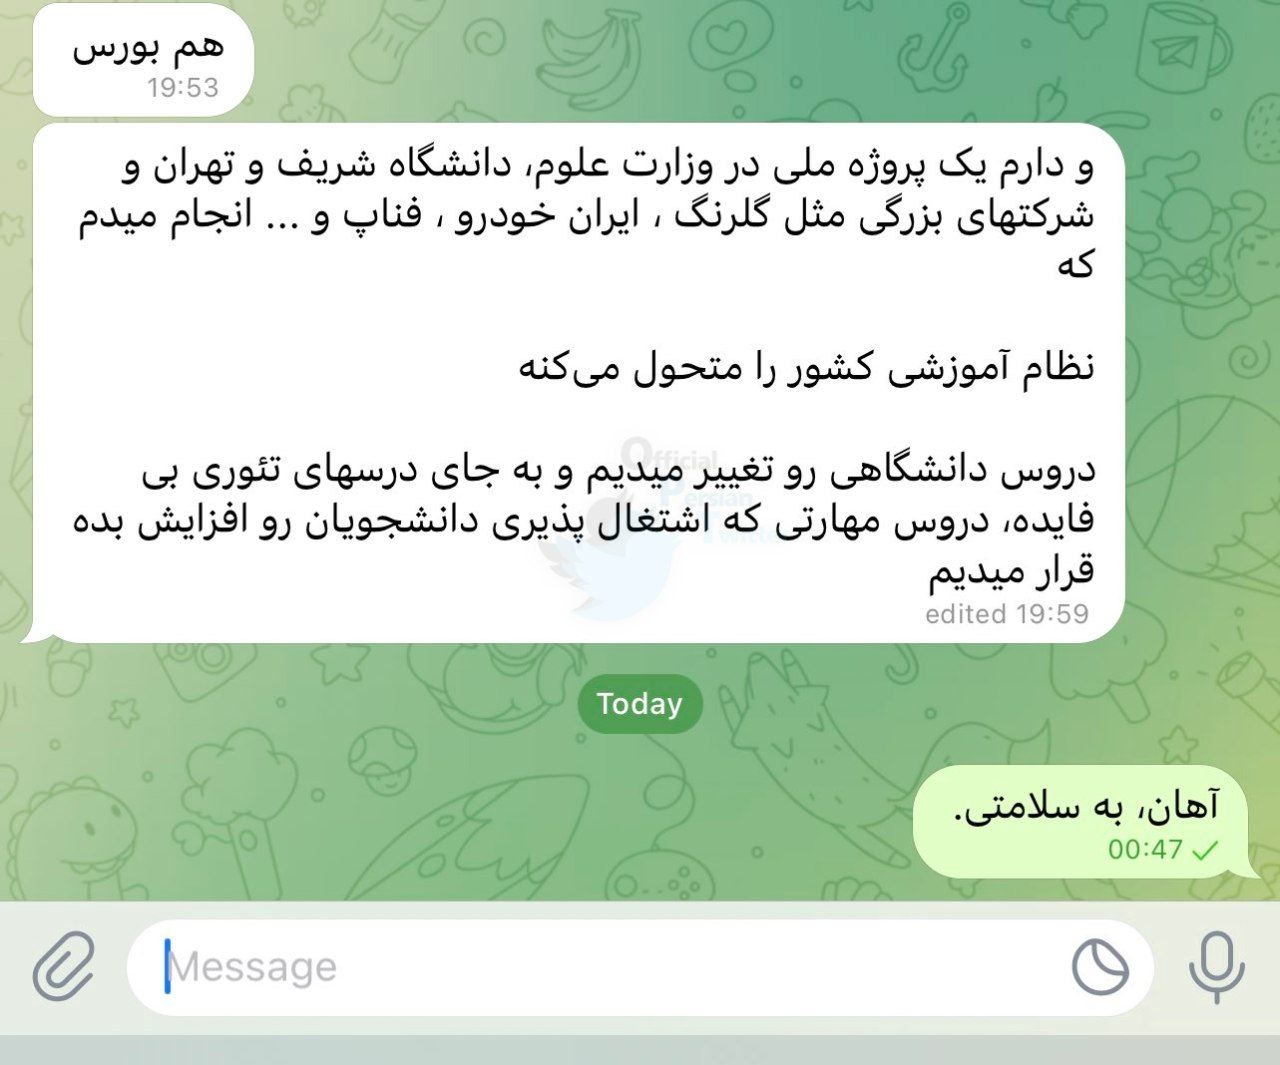 هم بورس
19:53
و دارم یک پروژه ملی در وزارت علوم، دانشگاه شریف و تهران و
شرکتهای بزرگی مثل گلرنگ ، ایران خودرو ، فناپ و ... انجام میدم
که
نظام آموزشی کشور را متحول می‌کنه
دروس دانشگاهی رو تغییر میدیم و به جای درسهای تئوری بی
فایده، دروس مهارتی که اشتغال پذیری دانشجویان رو افزایش بده
قرار میدیم
edited 19:59
Official
Persian
Twitter
Today
آهان، به سلامتی.
00:47
Message